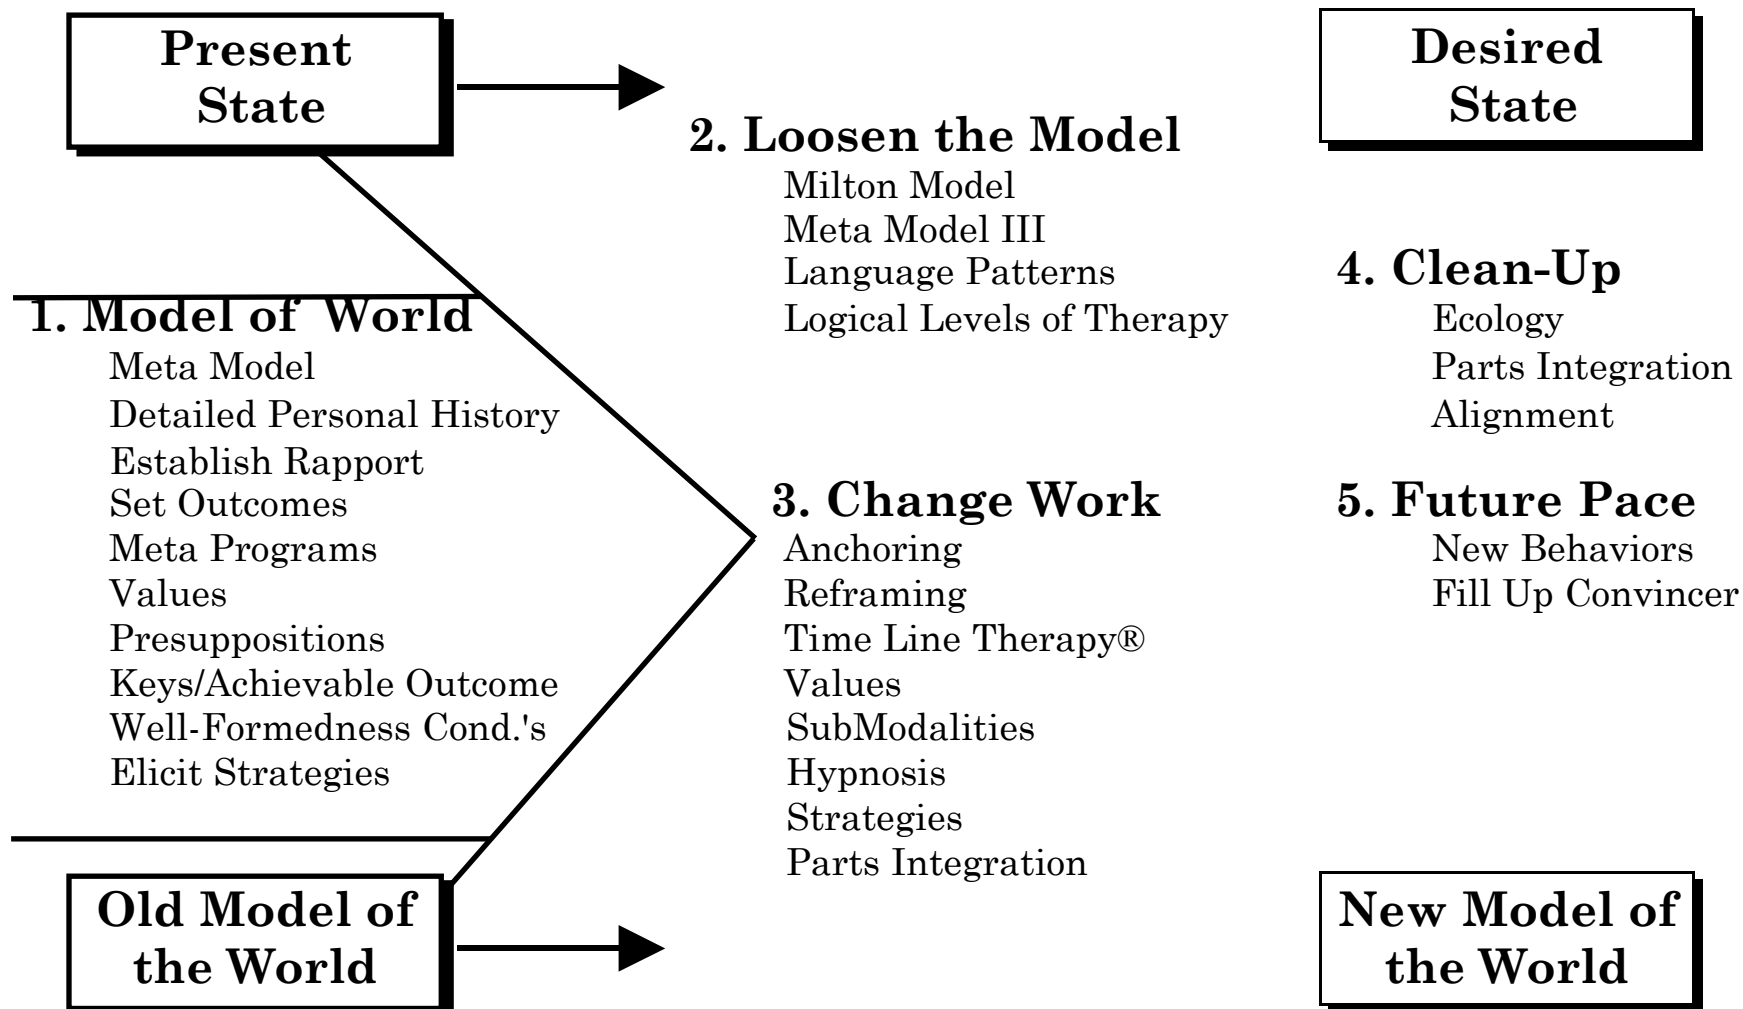 Present
State
1. Model of World
Meta Model
Detailed Personal History
Establish Rapport
Set Outcomes
Meta Programs
Values
Presuppositions
Keys/Achievable Outcome
Well-Formedness Cond.'s
Elicit Strategies
Old Model of
the World
2. Loosen the Model
Milton Model
Meta Model III
Language Patterns
Logical Levels of Therapy
3. Change Work
Anchoring
Reframing
Time Line Therapy®
Values
SubModalities
Hypnosis
Strategies
Parts Integration
Desired
State
4. Clean-Up
Ecology
Parts Integration
Alignment
5. Future Pace
New Behaviors
Fill Up Convincer
New Model of
the World